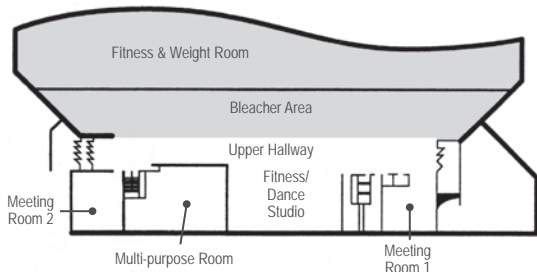 Fitness & Weight Room
Bleacher Area
Upper Hallway
Fitness/
Dance
Studio
Meeting
Room 2
Multi-purpose Room
Meeting
Room 1